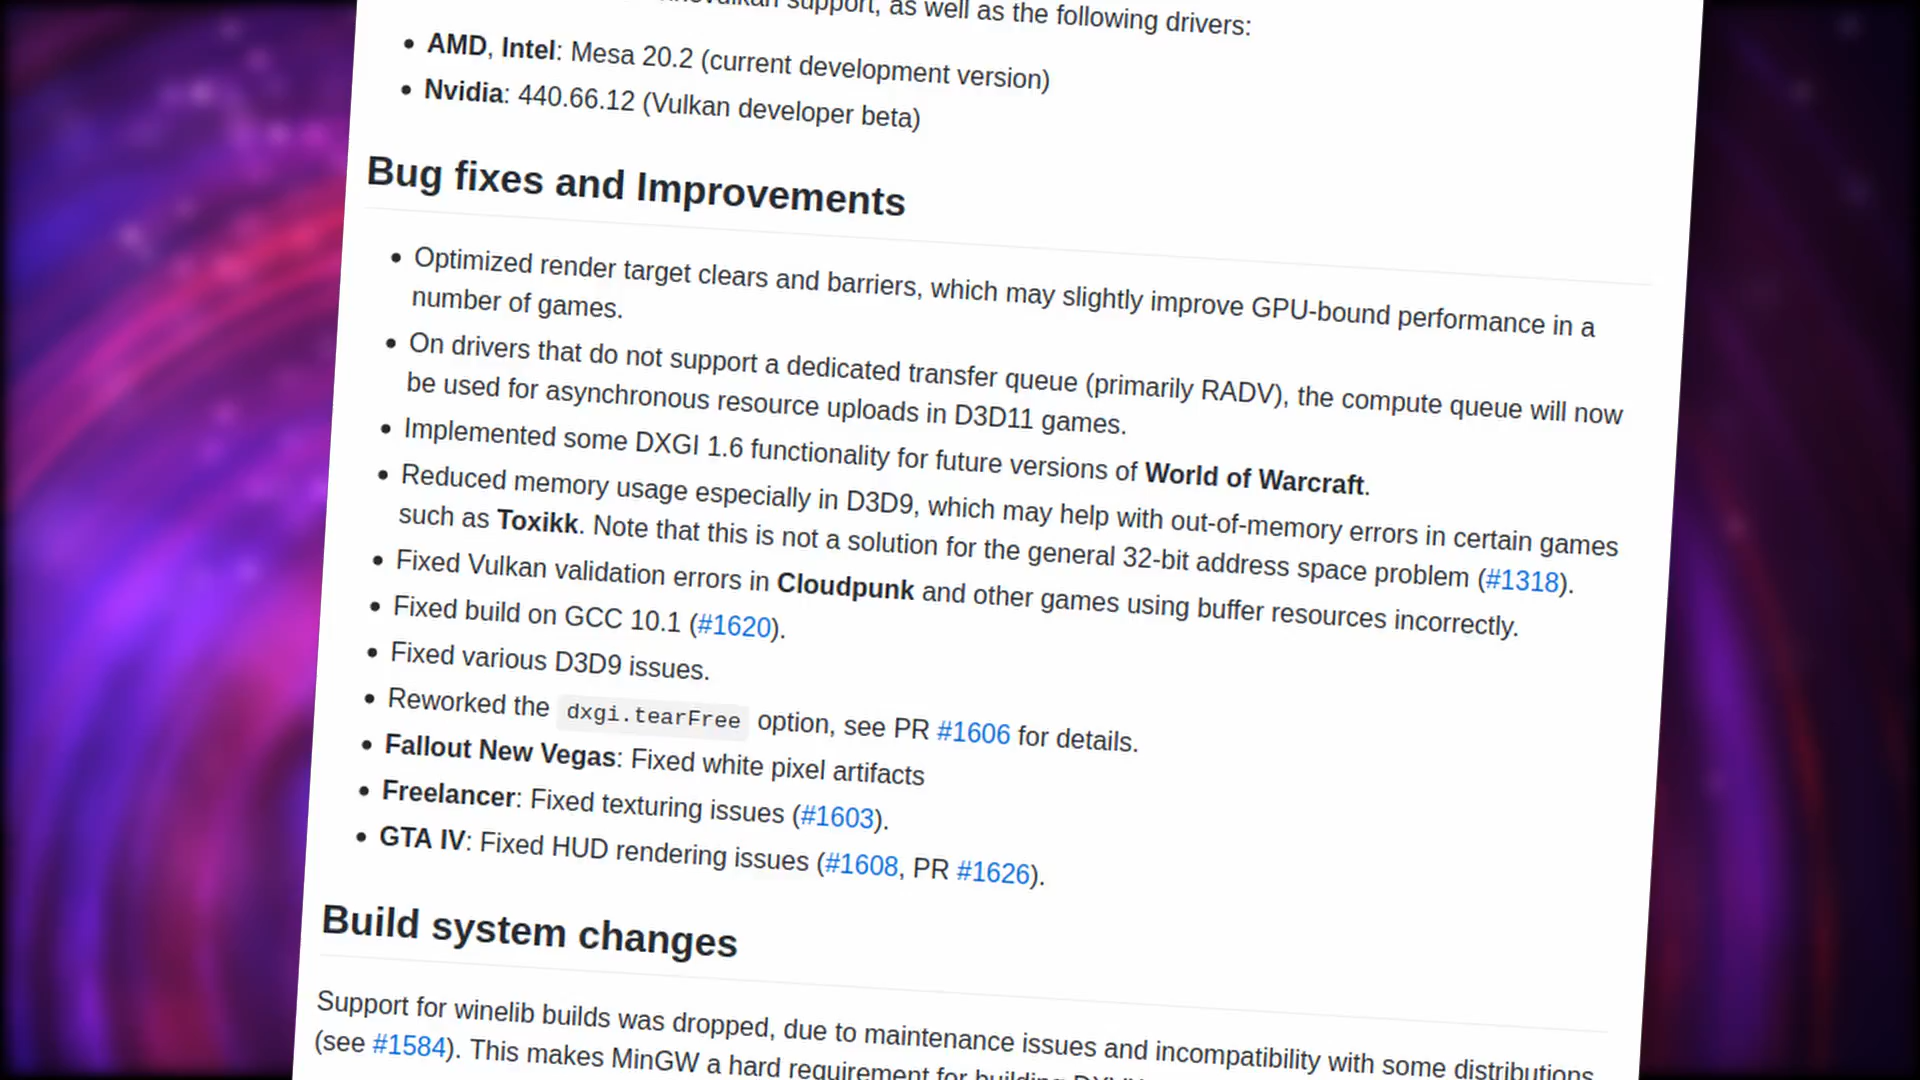 support, as well as the following drivers:
AMD, Intel: Mesa 20.2 (current development version)
Nvidia: 440.66.12 (Vulkan developer beta)
Bug fixes and Improvements
Optimized render target clears and barriers, which may slightly improve GPU-bound performance in a
number of games.
On drivers that do not support a dedicated transfer queue (primarily RADV), the compute queue will now
be used for asynchronous resource uploads in D3D11 games.
Implemented some DXGI 1.6 functionality for future versions of World of Warcraft.
Reduced memory usage especially in D3D9, which may help with out-of-memory errors in certain games
such as Toxikk. Note that this is not a solution for the general 32-bit address space problem (#1318).
Fixed Vulkan validation errors in Cloudpunk and other games using buffer resources incorrectly.
Fixed build on GCC 10.1 (#1620).
Fixed various D3D9 issues.
Reworked the dxgi.tearFree option, see PR #1606 for details.
Fallout New Vegas: Fixed white pixel artifacts
Freelancer: Fixed texturing issues (#1603).
GTA IV: Fixed HUD rendering issues (#1608, PR #1626).
Build system changes
Support for winelib builds was dropped, due to maintenance issues and incompatibility with some distributions
(see #1584). This makes MinGW a hard requirement for building